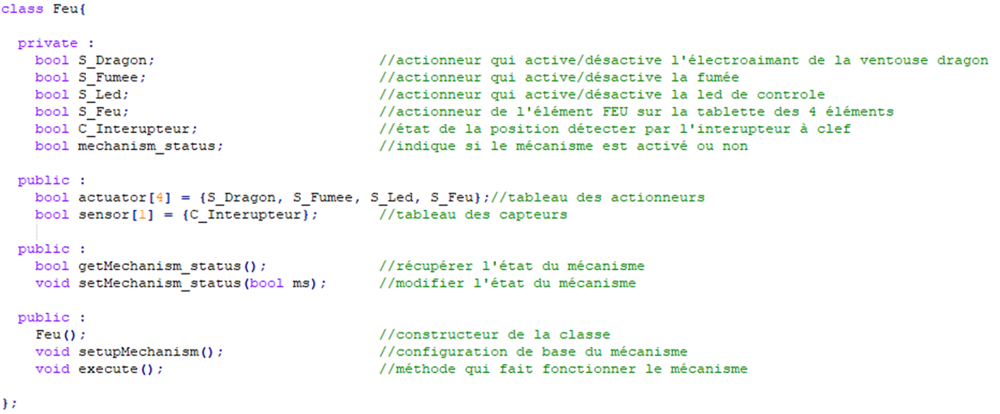 class Feu{
private :
bool S_Dragon; //actionneur qui active/désactive l'électroaimant de la ventouse dragon
bool S_Fumee; //actionneur qui active/désactive la fumée
bool S_Led; //actionneur qui active/désactive la led de controle
bool S_Feu; //actionneur de l'élément FEU sur la tablette des 4 éléments
bool C_Interupteur; //état de la position détecter par l'interupteur à clef
bool mechanism_status; //indique si le mécanisme est activé ou non
public :
bool actuator[4] = {S_Dragon, S_Fumee, S_Led, S_Feu};//tableau des actionneurs
bool sensor[1] = {C_Interupteur}; //tableau des capteurs
public :
bool getMechanism_status(); //récupérer l'état du mécanisme
void setMechanism_status(bool ms); //modifier l'état du mécanisme
public :
Feu(); //constructeur de la classe
void setupMechanism(); //configuration de base du mécanisme
void execute(); //méthode qui fait fonctionner le mécanisme
};